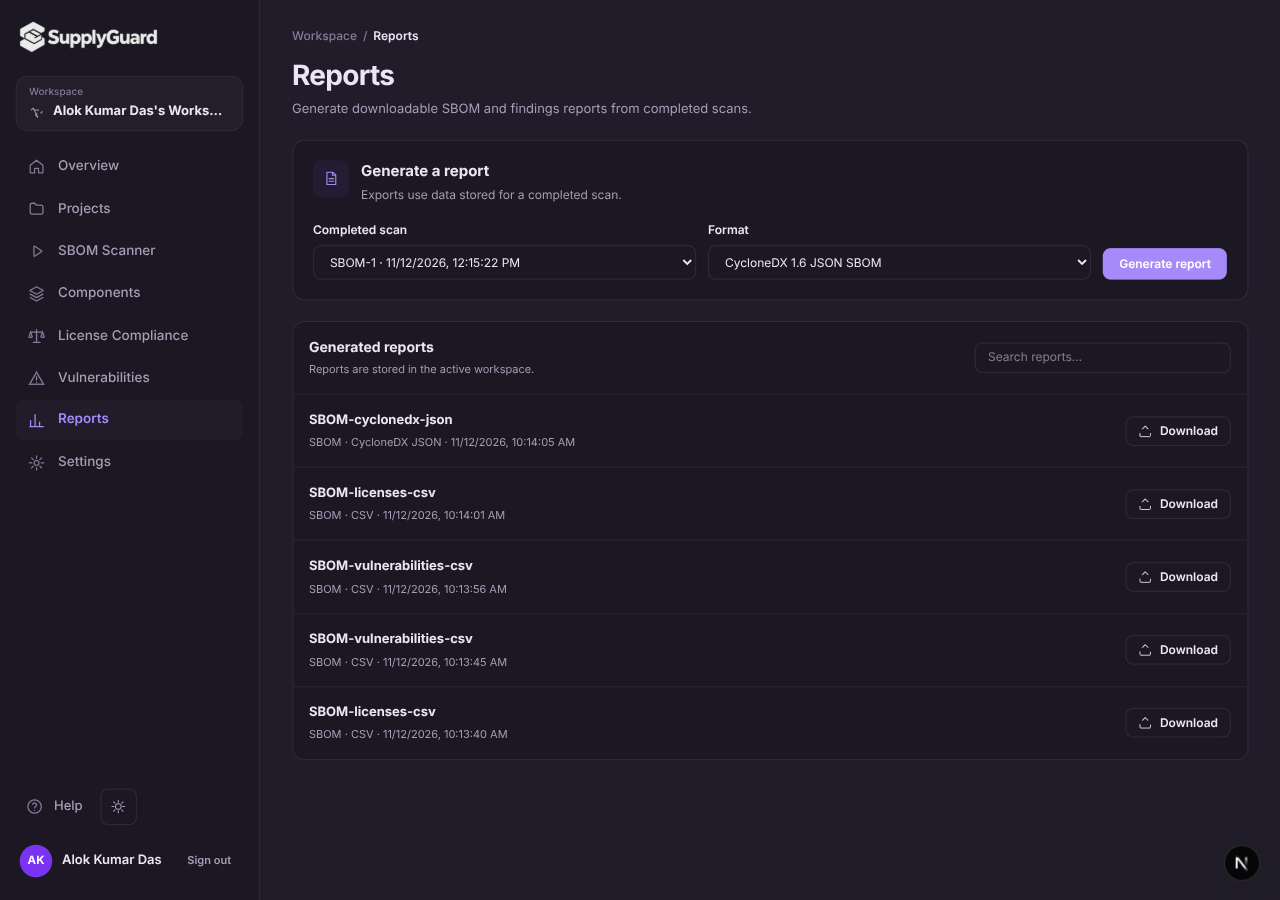 SupplyGuard
Workspace
Alok Kumar Das's Works...
Overview
Projects
SBOM Scanner
Components
License Compliance
Vulnerabilities
Reports
Settings
Help
AK
Alok Kumar Das
Sign out
Workspace / Reports
Reports
Generate downloadable SBOM and findings reports from completed scans.
Generate a report
Exports use data stored for a completed scan.
Completed scan
SBOM-1 · 11/12/2026, 12:15:22 PM
Format
CycloneDX 1.6 JSON SBOM
Generate report
Generated reports
Reports are stored in the active workspace.
Search reports...
SBOM-cyclonedx-json
SBOM · CycloneDX JSON · 11/12/2026, 10:14:05 AM
Download
SBOM-licenses-csv
SBOM · CSV · 11/12/2026, 10:14:01 AM
Download
SBOM-vulnerabilities-csv
SBOM · CSV · 11/12/2026, 10:13:56 AM
Download
SBOM-vulnerabilities-csv
SBOM · CSV · 11/12/2026, 10:13:45 AM
Download
SBOM-licenses-csv
SBOM · CSV · 11/12/2026, 10:13:40 AM
Download
N